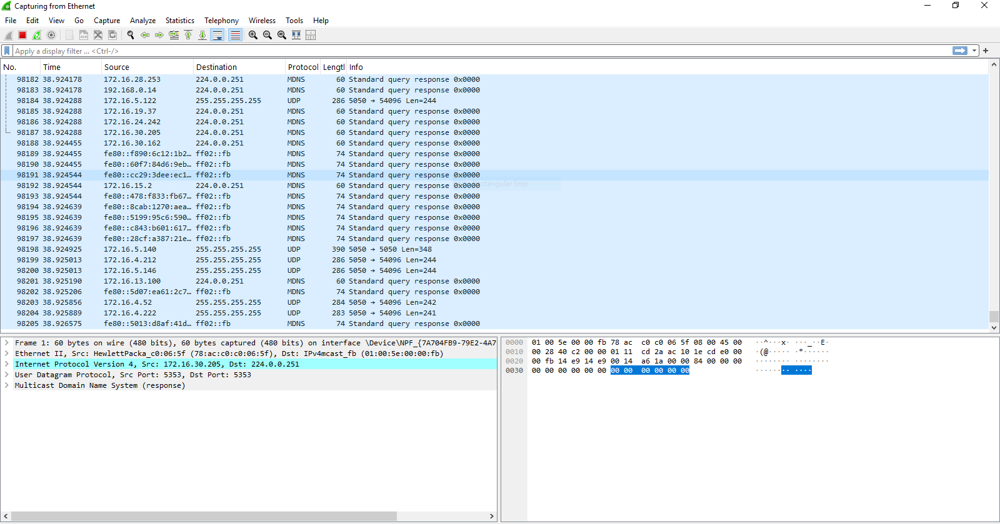 Capturing from Ethernet
File Edit View Go Capture Analyze Statistics Telephony Wireless Tools Help
Apply a display filter ... <Ctrl-/>
No. Time Source Destination Protocol Lengtl Info
98182 38.924178 172.16.28.253 224.0.0.251 MDNS 60 Standard query response 0x0000
98183 38.924178 192.168.0.14 224.0.0.251 MDNS 60 Standard query response 0x0000
98184 38.924288 172.16.5.122 255.255.255.255 UDP 286 5050 → 54096 Len=244
98185 38.924288 172.16.19.37 224.0.0.251 MDNS 60 Standard query response 0x0000
98186 38.924288 172.16.24.242 224.0.0.251 MDNS 60 Standard query response 0x0000
98187 38.924288 172.16.30.205 224.0.0.251 MDNS 60 Standard query response 0x0000
98188 38.924455 172.16.30.162 224.0.0.251 MDNS 60 Standard query response 0x0000
98189 38.924455 fe80::f890:6c12:1b2… ff02::fb MDNS 74 Standard query response 0x0000
98190 38.924455 fe80::60f7:84d6:9eb… ff02::fb MDNS 74 Standard query response 0x0000
98191 38.924544 fe80::cc29:3dee:ec1… ff02::fb MDNS 74 Standard query response 0x0000
98192 38.924544 172.16.15.2 224.0.0.251 MDNS 60 Standard query response 0x0000
98193 38.924544 fe80::478:f833:fb67… ff02::fb MDNS 74 Standard query response 0x0000
98194 38.924639 fe80::8cab:1270:aea… ff02::fb MDNS 74 Standard query response 0x0000
98195 38.924639 fe80::5199:95c6:590… ff02::fb MDNS 74 Standard query response 0x0000
98196 38.924639 fe80::c843:b601:617… ff02::fb MDNS 74 Standard query response 0x0000
98197 38.924639 fe80::28cf:a387:21e… ff02::fb MDNS 74 Standard query response 0x0000
98198 38.924925 172.16.5.140 255.255.255.255 UDP 390 5050 → 5050 Len=348
98199 38.925013 172.16.4.212 255.255.255.255 UDP 286 5050 → 54096 Len=244
98200 38.925013 172.16.5.146 255.255.255.255 UDP 286 5050 → 54096 Len=244
98201 38.925190 172.16.13.100 224.0.0.251 MDNS 60 Standard query response 0x0000
98202 38.925206 fe80::5d07:ea61:2c7… ff02::fb MDNS 74 Standard query response 0x0000
98203 38.925856 172.16.4.52 255.255.255.255 UDP 284 5050 → 54096 Len=242
98204 38.925889 172.16.4.222 255.255.255.255 UDP 283 5050 → 54096 Len=241
98205 38.926575 fe80::5013:d8af:41d… ff02::fb MDNS 74 Standard query response 0x0000
Frame 1: 60 bytes on wire (480 bits), 60 bytes captured (480 bits) on interface \Device\NPF_{7A704FB9-79E2-4A7
Ethernet II, Src: HewlettPacka_c0:06:5f (78:ac:c0:c0:06:5f), Dst: IPv4mcast_fb (01:00:5e:00:00:fb)
Internet Protocol Version 4, Src: 172.16.30.205, Dst: 224.0.0.251
User Datagram Protocol, Src Port: 5353, Dst Port: 5353
Multicast Domain Name System (response)
0000 01 00 5e 00 00 fb 78 ac c0 c0 06 5f 08 00 45 00 ··^···x· ···_··E·
0010 00 28 40 c2 00 00 01 11 cd 2a ac 10 1e cd e0 00 ·(@····· ·*······
0020 00 fb 14 e9 14 e9 00 14 a6 1a 00 00 84 00 00 00 ········ ········
0030 00 00 00 00 00 00 00 00 00 00 00 00 ········ ····